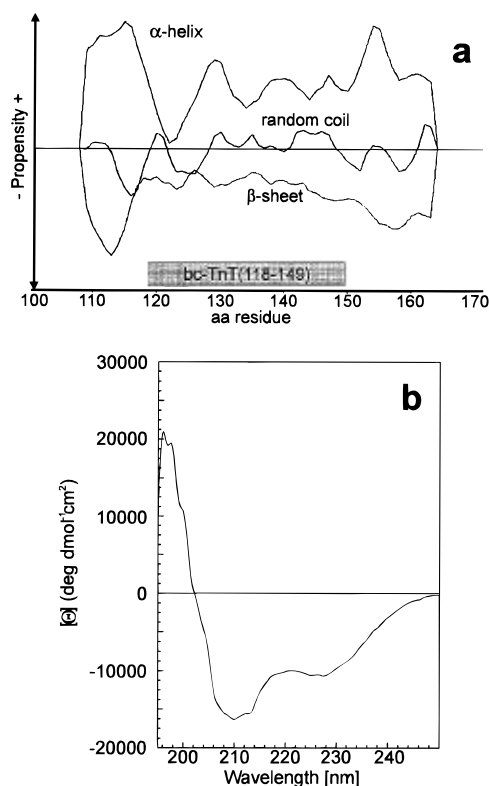 a
α-helix
- Propensity +
random coil
β-sheet
bc-TnT(118-149)
100 110 120 130 140 150 160 170
aa residue
b
30000
20000
10000
0
-10000
-20000
[Θ] (deg dmol⁻¹cm²)
200 210 220 230 240
Wavelength [nm]